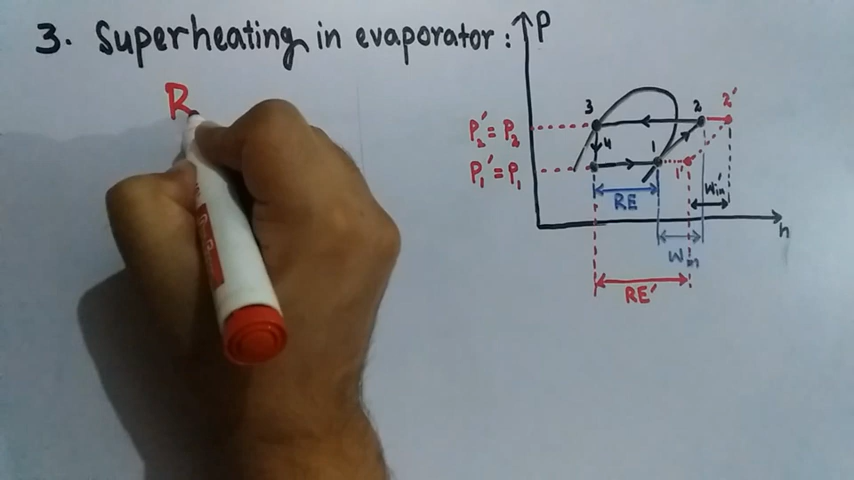 3. Superheating in evaporator:
P
3
2
2'
P2' = P2
4
1
1'
P1' = P1
RE
Win'
h
Win
RE'
R